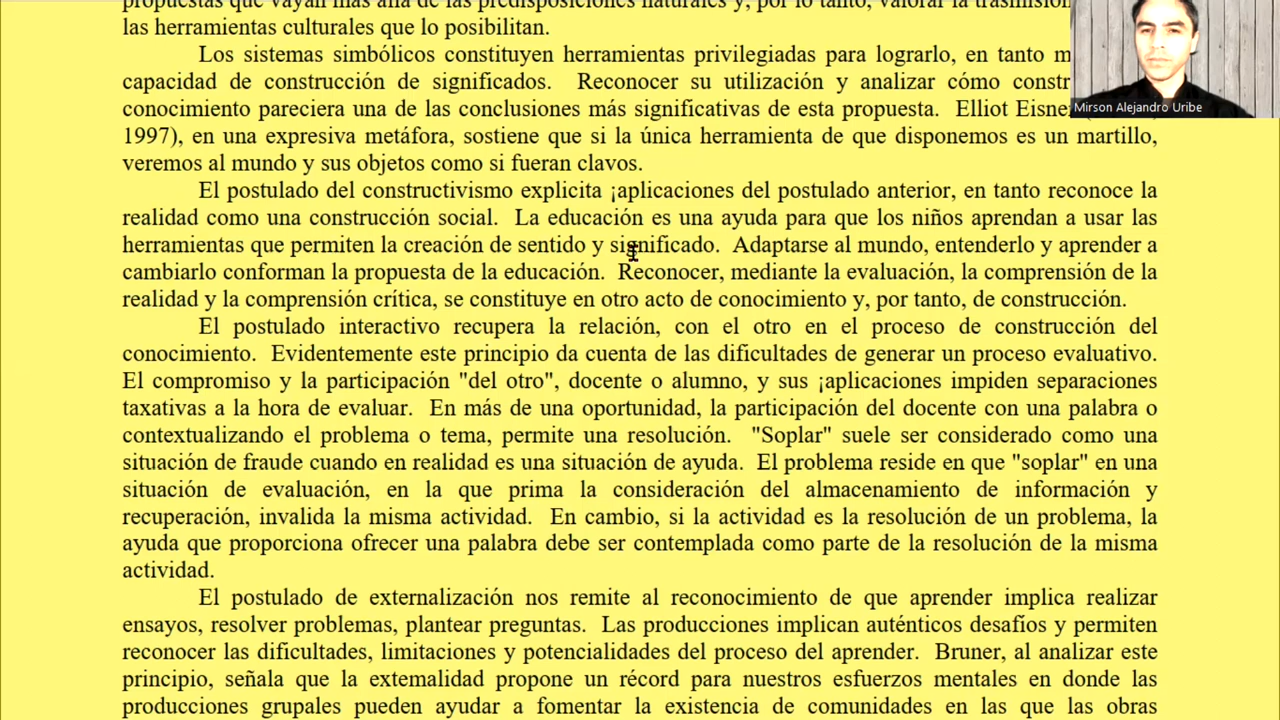 propuestas que vayan más allá de las predisposiciones naturales y, por lo tanto, valorar la trasmisión
las herramientas culturales que lo posibilitan.
Los sistemas simbólicos constituyen herramientas privilegiadas para lograrlo, en tanto
capacidad de construcción de significados. Reconocer su utilización y analizar cómo
conocimiento pareciera una de las conclusiones más significativas de esta propuesta. Elliot Eisner
1997), en una expresiva metáfora, sostiene que si la única herramienta de que disponemos es un martillo,
veremos al mundo y sus objetos como si fueran clavos.
El postulado del constructivismo explicita ¡aplicaciones del postulado anterior, en tanto reconoce la
realidad como una construcción social. La educación es una ayuda para que los niños aprendan a usar las
herramientas que permiten la creación de sentido y significado. Adaptarse al mundo, entenderlo y aprender a
cambiarlo conforman la propuesta de la educación. Reconocer, mediante la evaluación, la comprensión de la
realidad y la comprensión crítica, se constituye en otro acto de conocimiento y, por tanto, de construcción.
El postulado interactivo recupera la relación, con el otro en el proceso de construcción del
conocimiento. Evidentemente este principio da cuenta de las dificultades de generar un proceso evaluativo.
El compromiso y la participación "del otro", docente o alumno, y sus ¡aplicaciones impiden separaciones
taxativas a la hora de evaluar. En más de una oportunidad, la participación del docente con una palabra o
contextualizando el problema o tema, permite una resolución. "Soplar" suele ser considerado como una
situación de fraude cuando en realidad es una situación de ayuda. El problema reside en que "soplar" en una
situación de evaluación, en la que prima la consideración del almacenamiento de información y
recuperación, invalida la misma actividad. En cambio, si la actividad es la resolución de un problema, la
ayuda que proporciona ofrecer una palabra debe ser contemplada como parte de la resolución de la misma
actividad.
El postulado de externalización nos remite al reconocimiento de que aprender implica realizar
ensayos, resolver problemas, plantear preguntas. Las producciones implican auténticos desafíos y permiten
reconocer las dificultades, limitaciones y potencialidades del proceso del aprender. Bruner, al analizar este
principio, señala que la extemalidad propone un récord para nuestros esfuerzos mentales en donde las
producciones grupales pueden ayudar a fomentar la existencia de comunidades en las que las obras
Mirson Alejandro Uribe